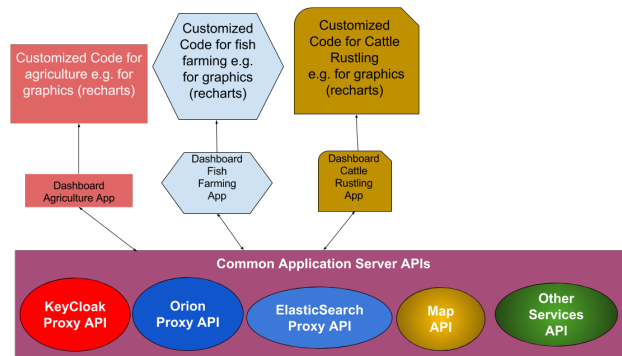 Customized Code for
agriculture e.g. for
graphics (recharts)
Customized
Code for fish
farming e.g.
for graphics
(recharts)
Customized
Code for Cattle
Rustling
e.g. for graphics
(recharts)
Dashboard
Agriculture App
Dashboard
Fish
Farming
App
Dashboard
Cattle
Rustling
App
Common Application Server APIs
KeyCloak
Proxy API
Orion
Proxy API
ElasticSearch
Proxy API
Map
API
Other
Services
API